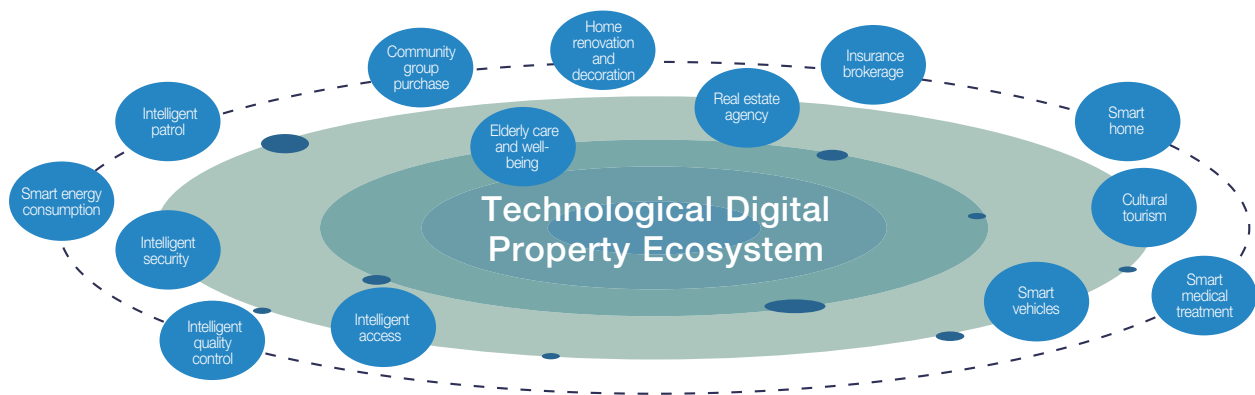 Home
renovation and
decoration
Community
group
purchase
Insurance
brokerage
Real estate
agency
Intelligent
patrol
Smart
home
Elderly care
and well-
being
Smart energy
consumption
Cultural
tourism
Technological Digital
Property Ecosystem
Intelligent
security
Smart
vehicles
Smart
medical
treatment
Intelligent
access
Intelligent
quality
control